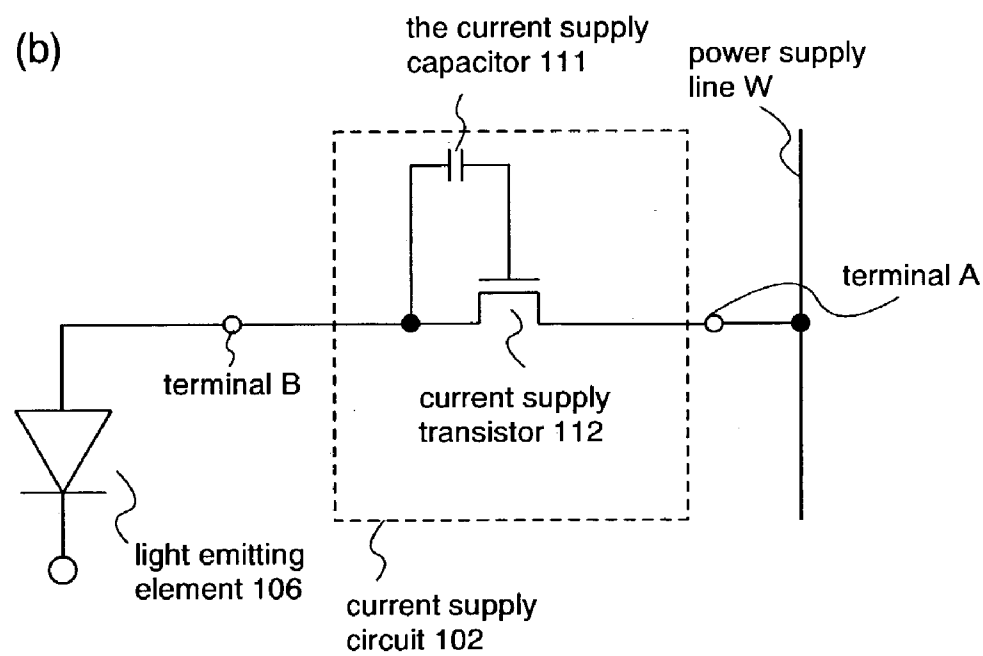 (b)
the current supply
capacitor 111
power supply
line W
terminal A
terminal B
current supply
transistor 112
light emitting
element 106
current supply
circuit 102